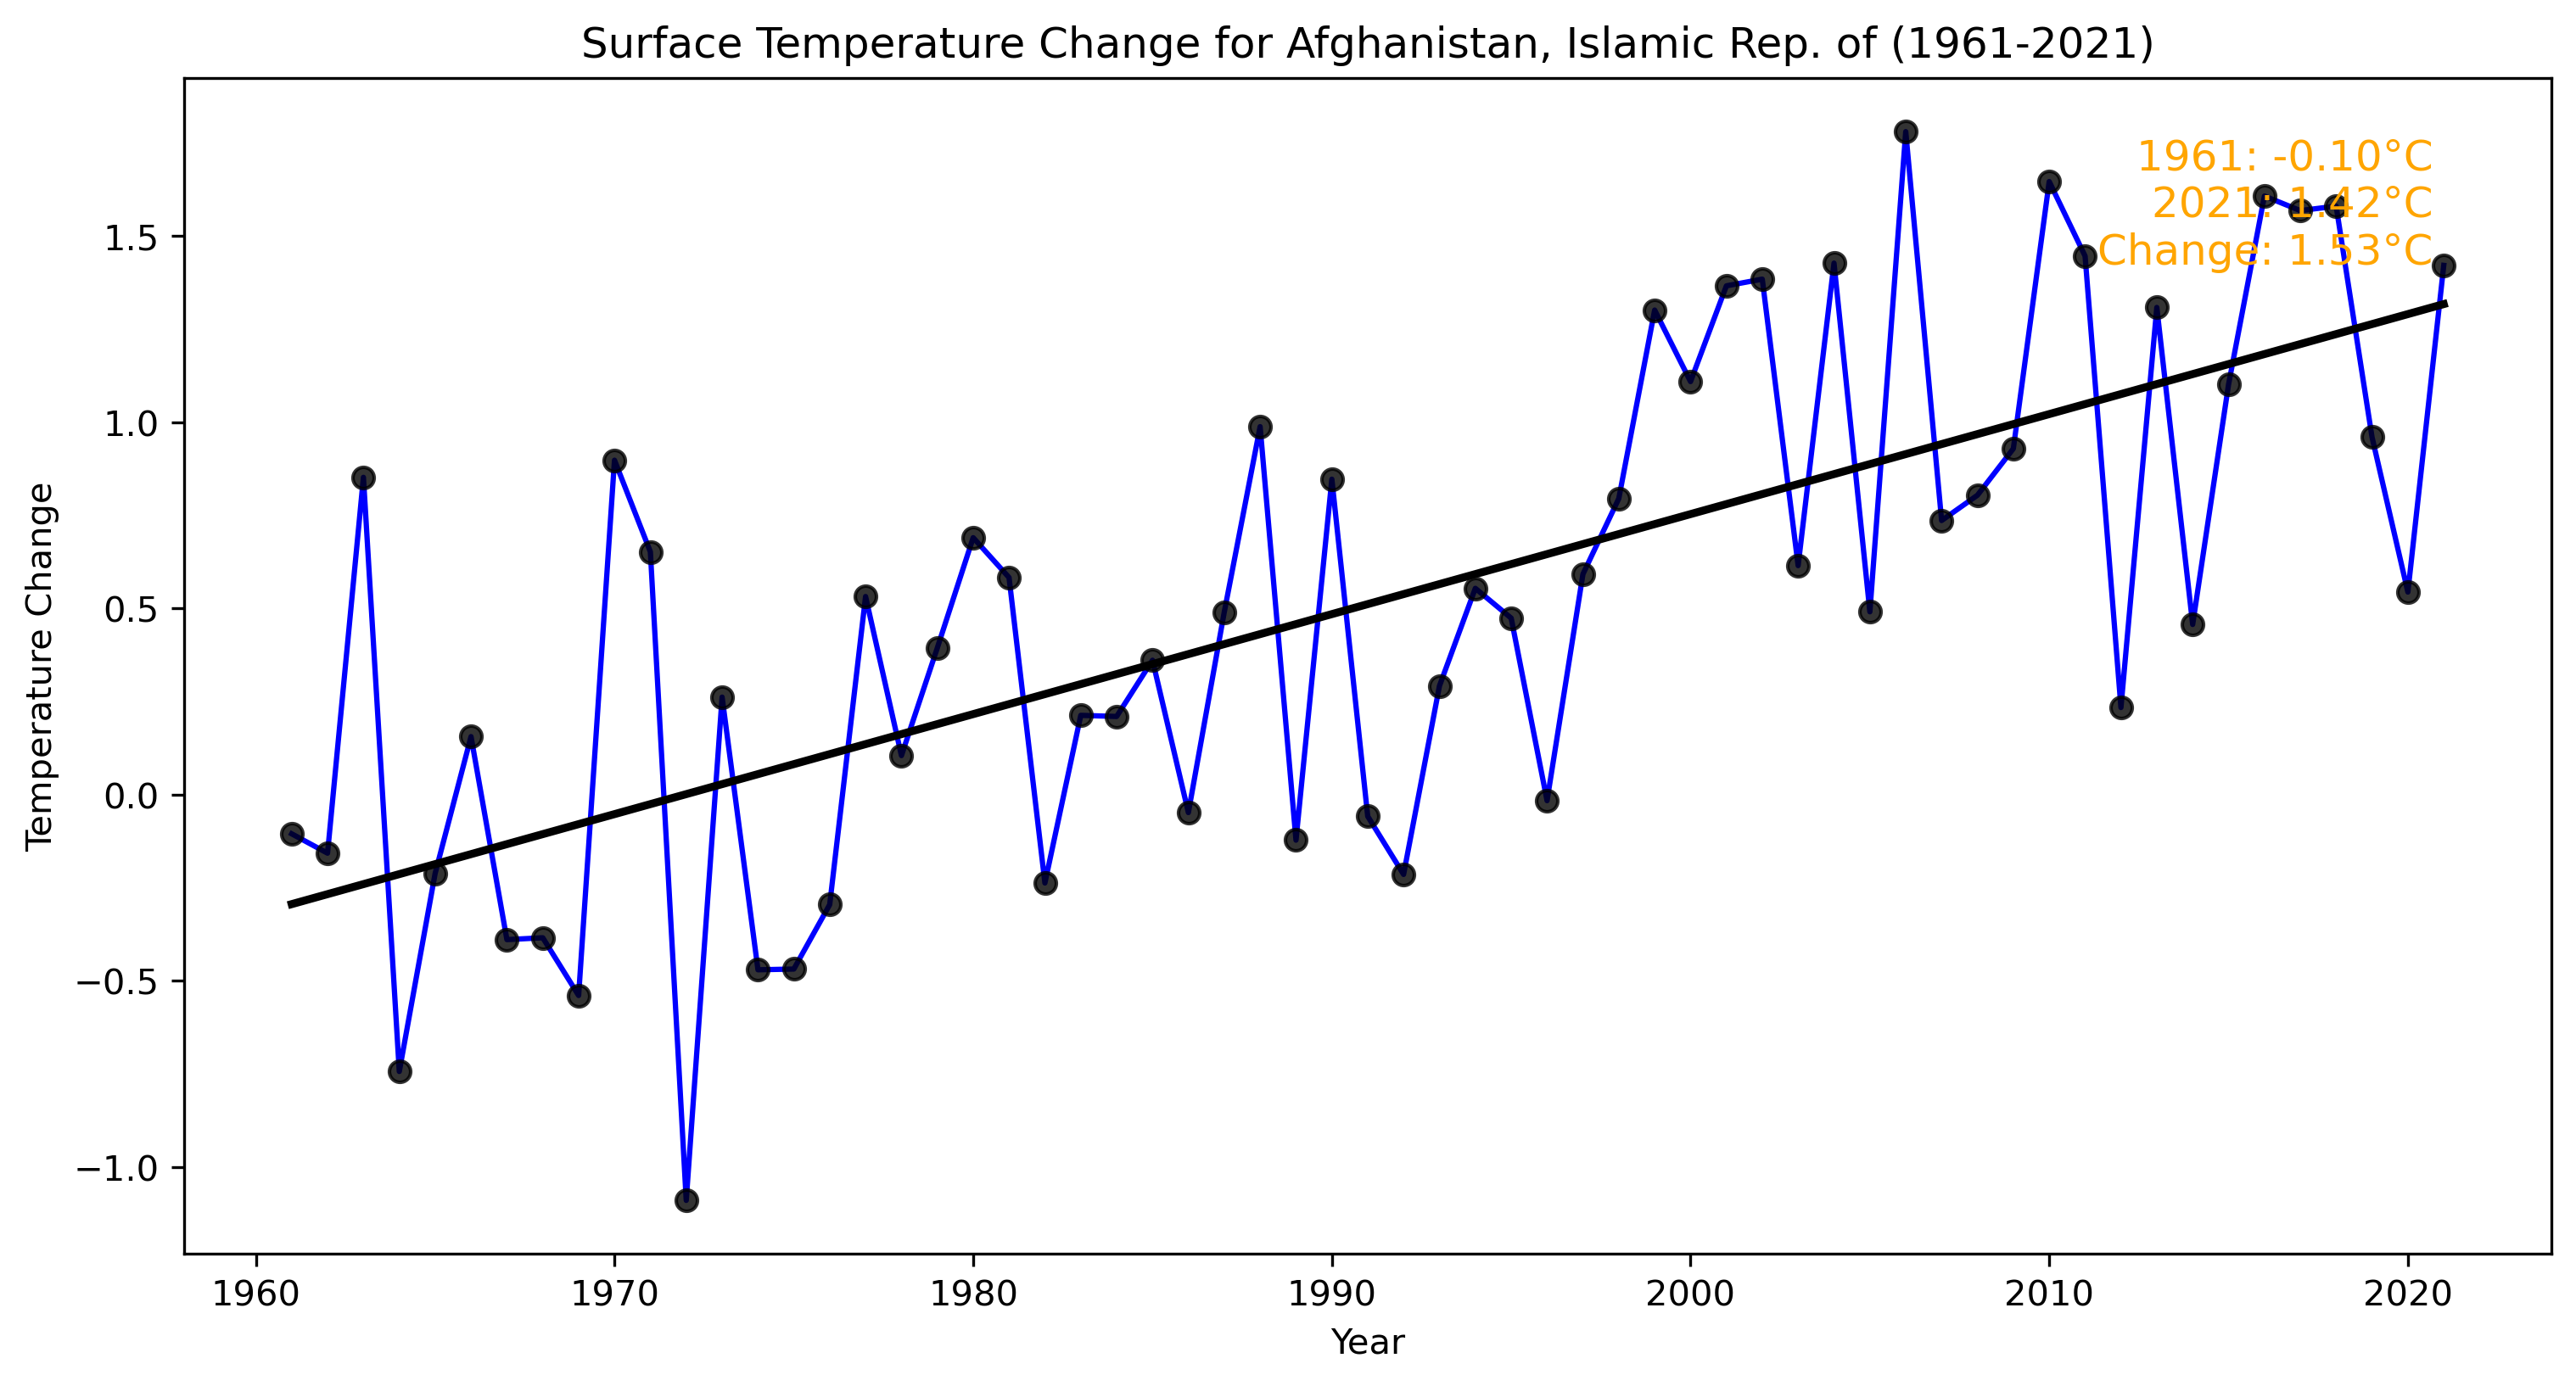 Surface Temperature Change for Afghanistan, Islamic Rep. of (1961-2021)
1961: -0.10°C
2021: 1.42°C
Change: 1.53°C
Temperature Change
1.5
1.0
0.5
0.0
−0.5
−1.0
1960 1970 1980 1990 2000 2010 2020
Year